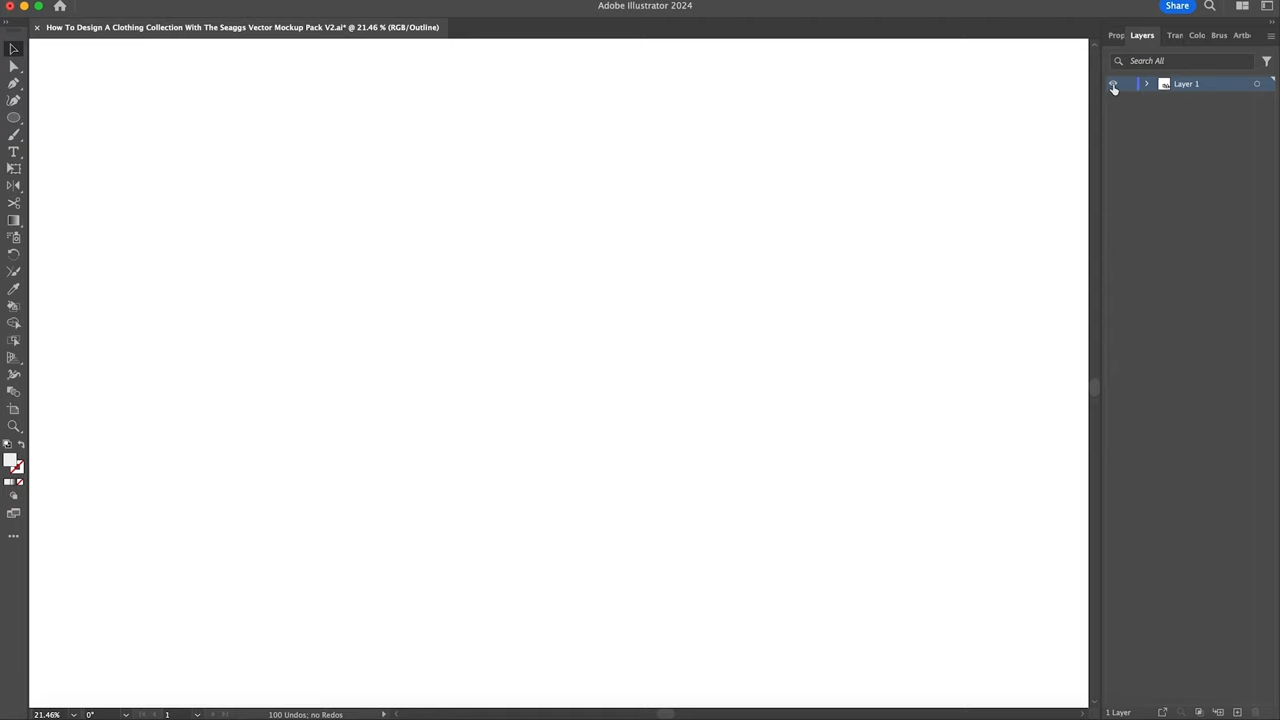 Adobe Illustrator 2024
Share
× How To Design A Clothing Collection With The Seaggs Vector Mockup Pack V2.ai* @ 21.46 % (RGB/Outline)
Prop Layers Tran Colo Brus Artb
Search All
Layer 1
21.46% 0° 1 100 Undos; no Redos
1 Layer